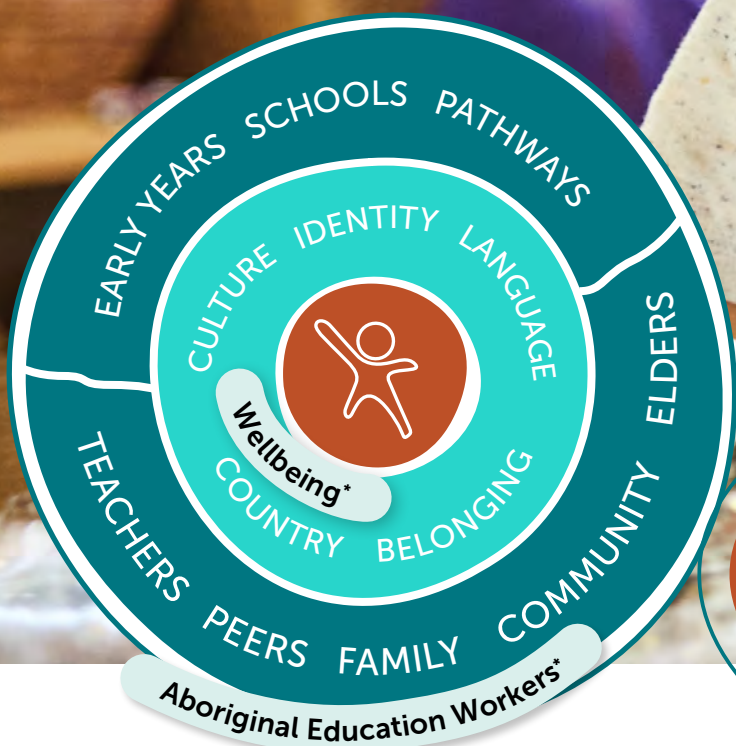 EARLY YEARS SCHOOLS PATHWAYS
CULTURE IDENTITY LANGUAGE
Wellbeing*
COUNTRY BELONGING
ELDERS
TEACHERS PEERS FAMILY COMMUNITY
Aboriginal Education Workers*